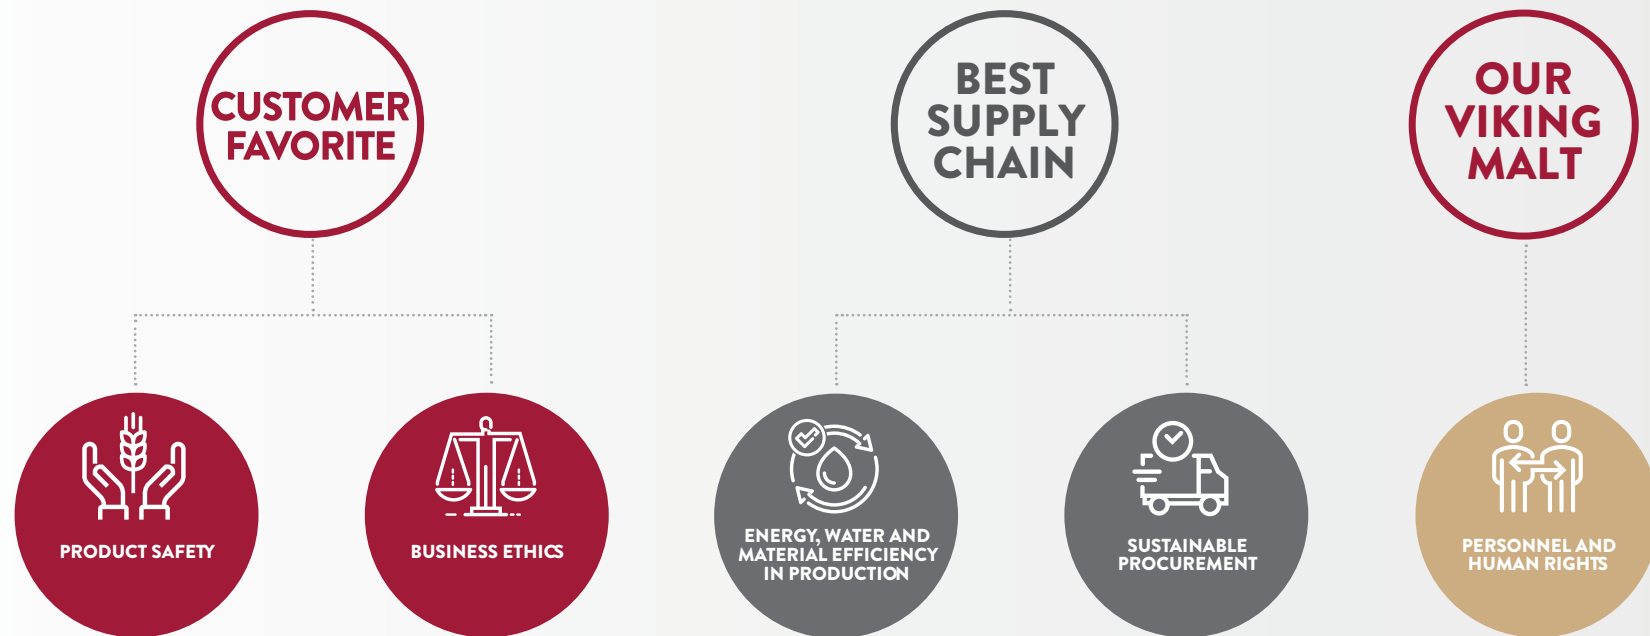 CUSTOMER
FAVORITE
BEST
SUPPLY
CHAIN
OUR
VIKING
MALT
PRODUCT SAFETY
BUSINESS ETHICS
ENERGY, WATER AND
MATERIAL EFFICIENCY
IN PRODUCTION
SUSTAINABLE
PROCUREMENT
PERSONNEL AND
HUMAN RIGHTS